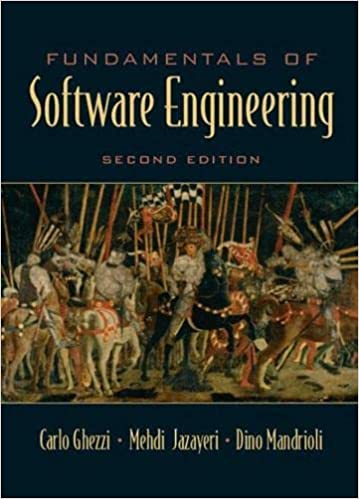 FUNDAMENTALS OF
Software Engineering
SECOND EDITION
Carlo Ghezzi • Mehdi Jazayeri • Dino Mandrioli